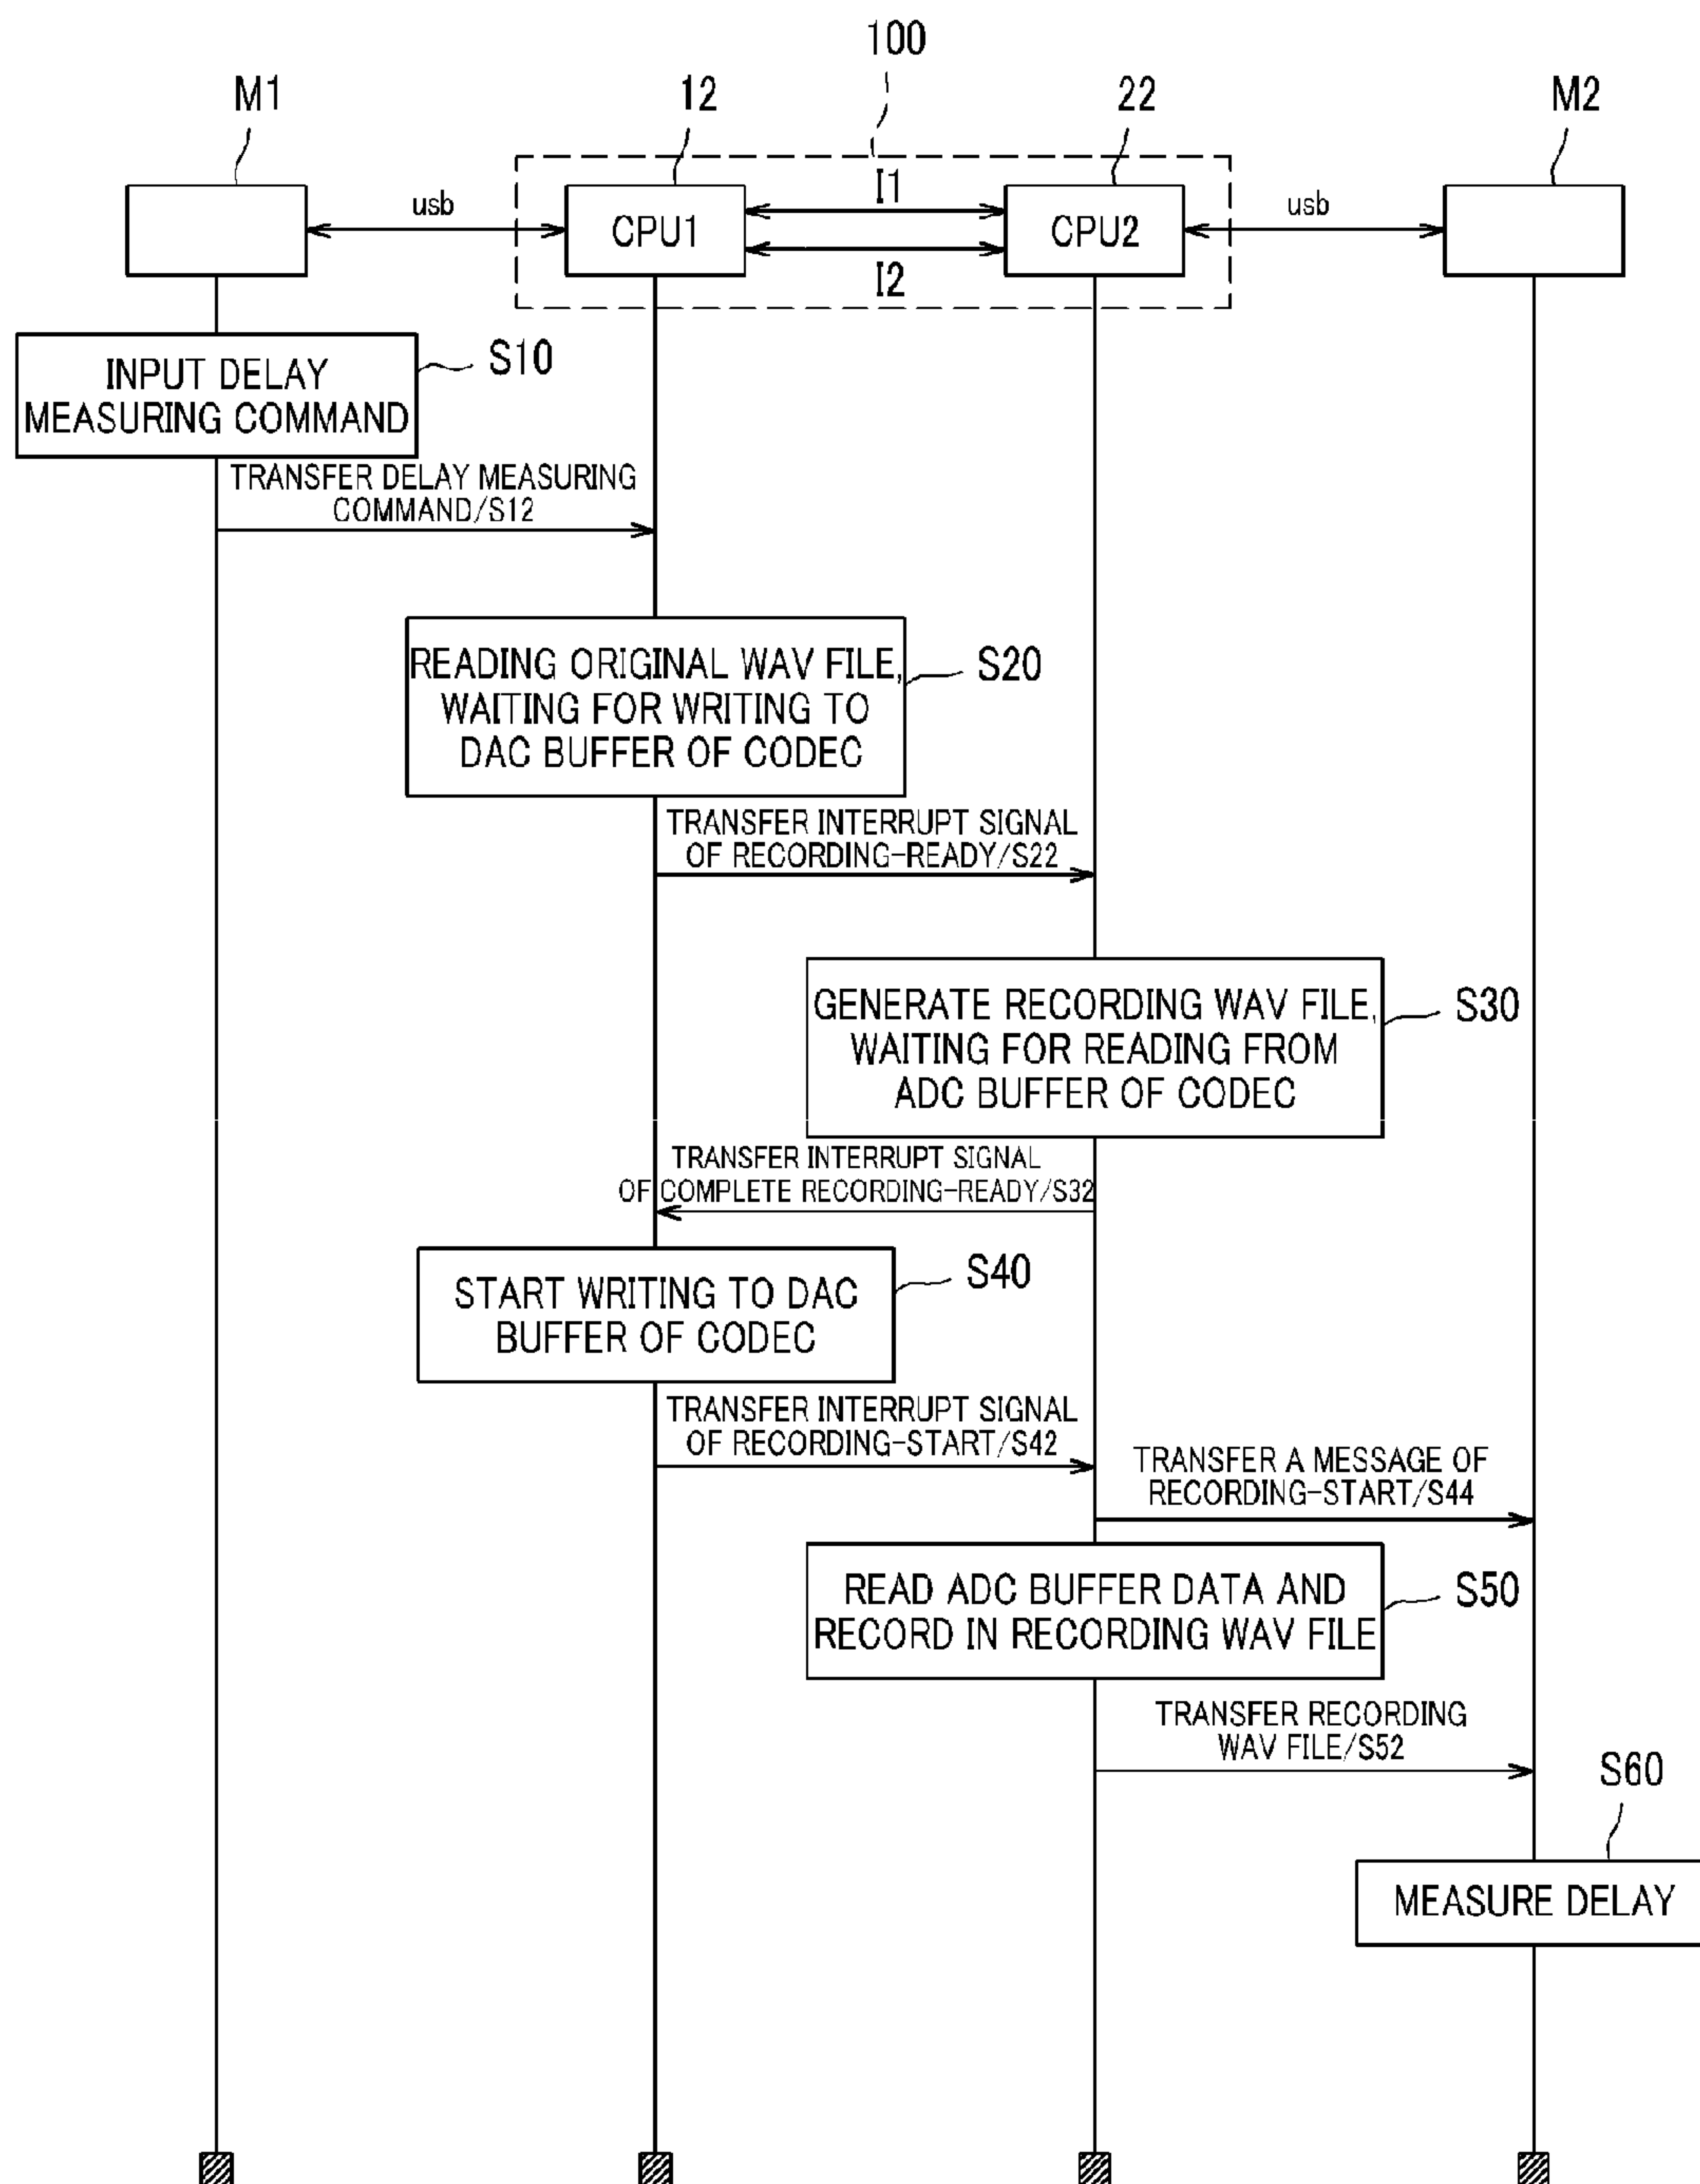 100
M1
12
22
M2
usb
CPU1
I1
I2
CPU2
usb
INPUT DELAY
MEASURING COMMAND
S10
TRANSFER DELAY MEASURING
COMMAND/S12
READING ORIGINAL WAV FILE,
WAITING FOR WRITING TO
DAC BUFFER OF CODEC
S20
TRANSFER INTERRUPT SIGNAL
OF RECORDING-READY/S22
GENERATE RECORDING WAV FILE,
WAITING FOR READING FROM
ADC BUFFER OF CODEC
S30
TRANSFER INTERRUPT SIGNAL
OF COMPLETE RECORDING-READY/S32
START WRITING TO DAC
BUFFER OF CODEC
S40
TRANSFER INTERRUPT SIGNAL
OF RECORDING-START/S42
TRANSFER A MESSAGE OF
RECORDING-START/S44
READ ADC BUFFER DATA AND
RECORD IN RECORDING WAV FILE
S50
TRANSFER RECORDING
WAV FILE/S52
S60
MEASURE DELAY